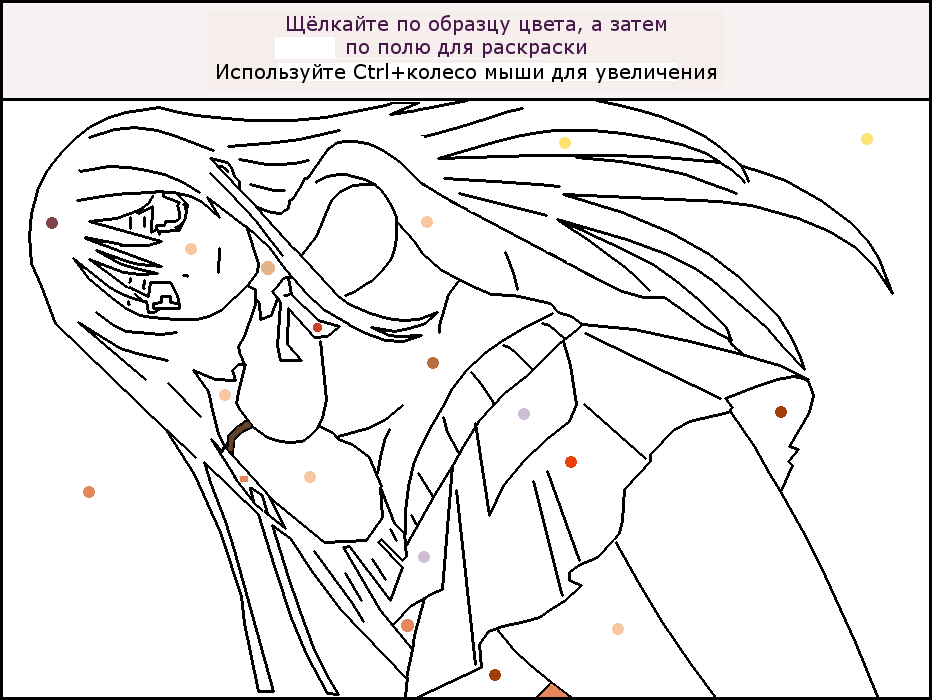 Щёлкайте по образцу цвета, а затем
по полю для раскраски
Используйте Ctrl+колесо мыши для увеличения